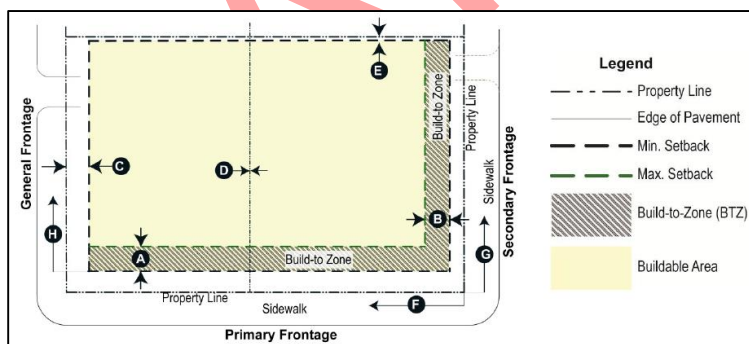 General Frontage
C
H
D
E
A
Build-to Zone
Build-to Zone
B
Property Line
Sidewalk
G
Secondary Frontage
F
Property Line
Sidewalk
Primary Frontage
Legend
Property Line
Edge of Pavement
Min. Setback
Max. Setback
Build-to-Zone (BTZ)
Buildable Area